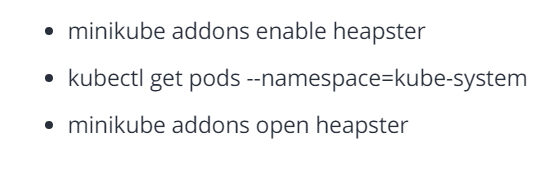 • minikube addons enable heapster
• kubectl get pods --namespace=kube-system
• minikube addons open heapster